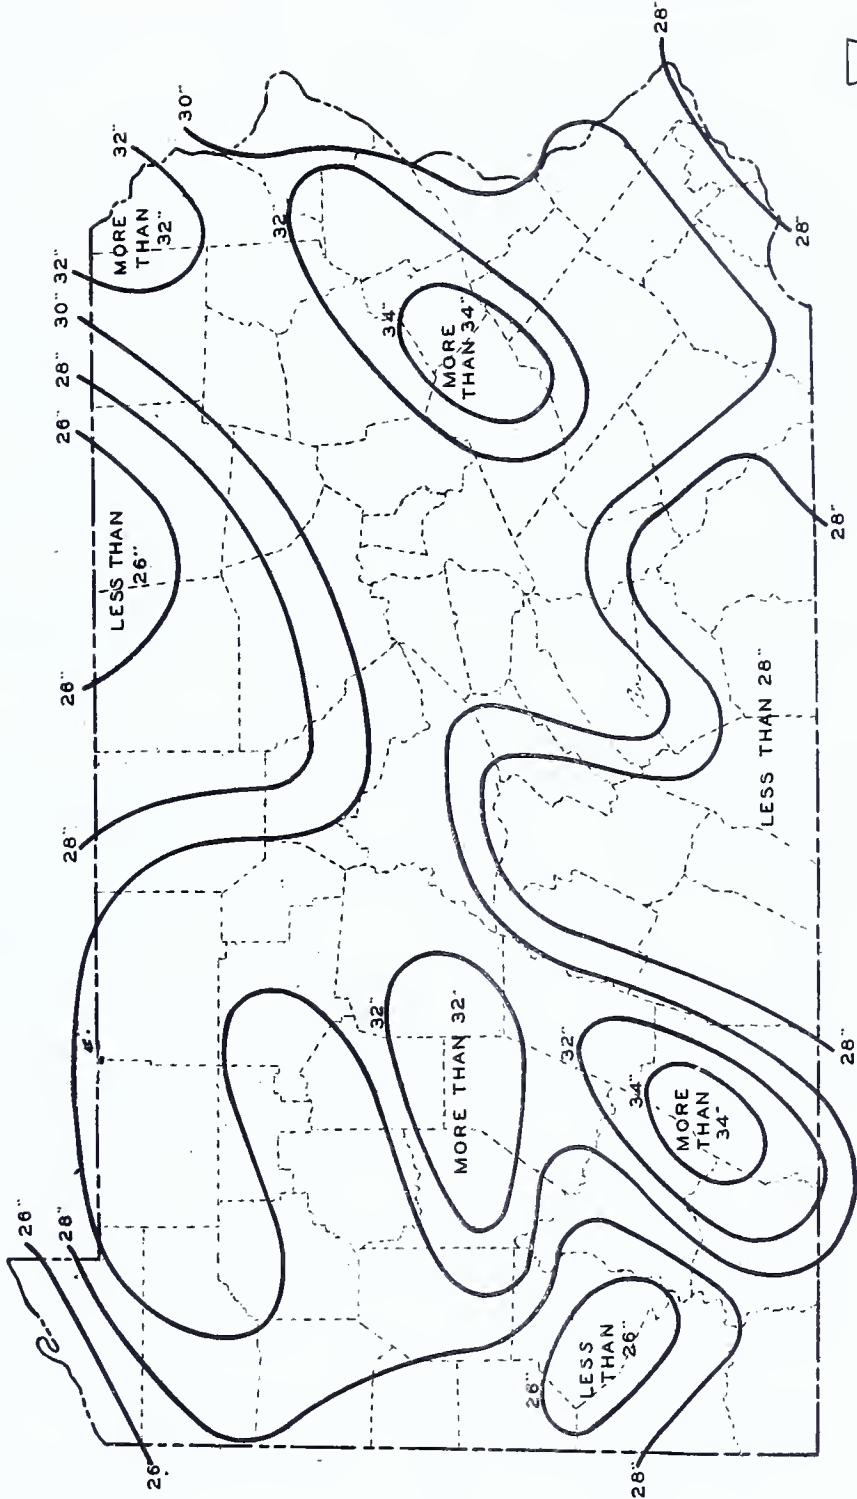 26"
28"
28"
26"
26"
28"
30"
32"
LESS THAN
26"
MORE
THAN
32"
32"
26"
30"
32"
32"
34"
MORE THAN 32"
MORE
THAN 34"
26"
LESS
THAN
26"
32"
34"
MORE
THAN
34"
28"
28"
LESS THAN 28"
28"
28"
28"